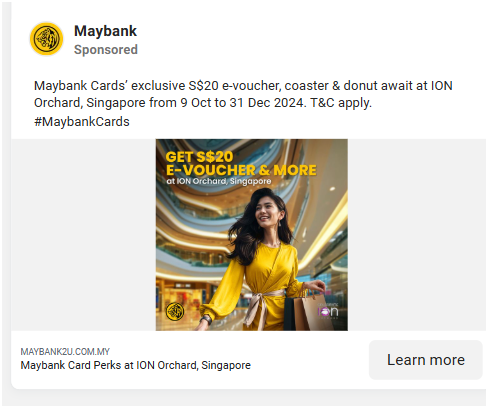 Maybank
Sponsored
Maybank Cards’ exclusive S$20 e-voucher, coaster & donut await at ION
Orchard, Singapore from 9 Oct to 31 Dec 2024. T&C apply.
#MaybankCards
GET S$20
E-VOUCHER & MORE
at ION Orchard, Singapore
ION
MAYBANK2U.COM.MY
Maybank Card Perks at ION Orchard, Singapore
Learn more